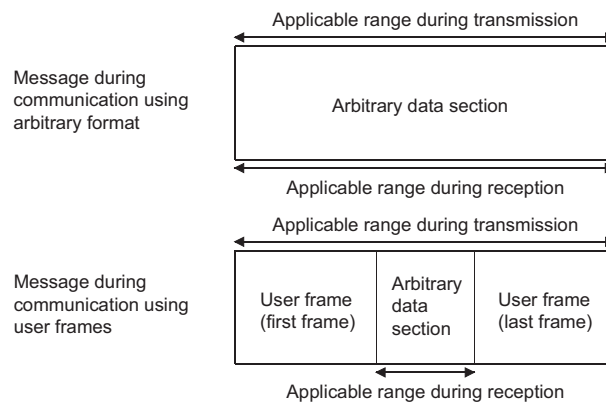 Applicable range during transmission
Message during
communication using
arbitrary format
Arbitrary data section
Applicable range during reception
Applicable range during transmission
Message during
communication using
user frames
User frame
(first frame)
Arbitrary
data
section
User frame
(last frame)
Applicable range during reception